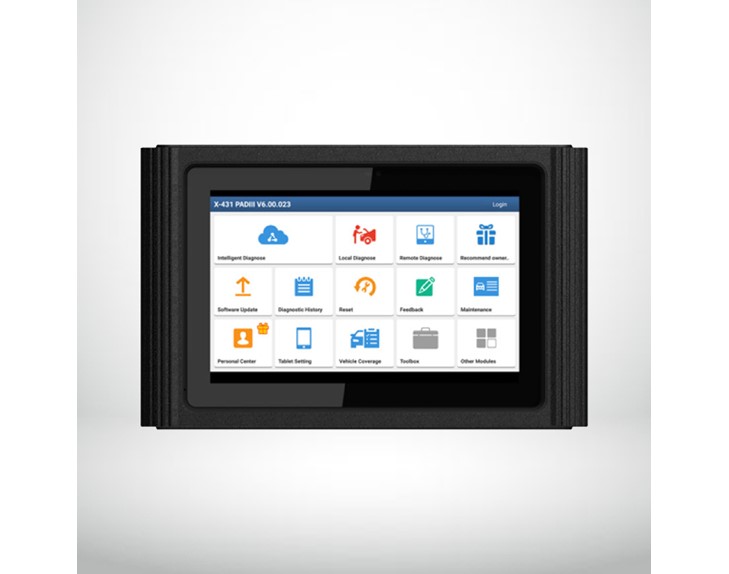 X-431 PADIII V6.00.023 Login
Intelligent Diagnose Local Diagnose Remote Diagnose Recommend owner..
Software Update Diagnostic History Reset Feedback Maintenance
Personal Center Tablet Setting Vehicle Coverage Toolbox Other Modules